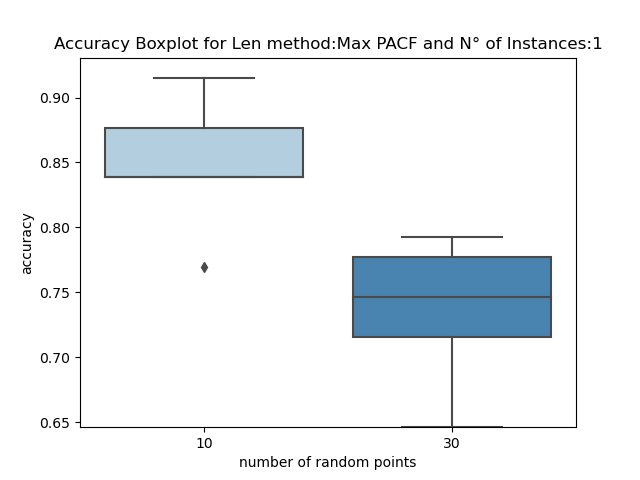 Accuracy Boxplot for Len method:Max PACF and N° of Instances:1
0.90
0.85
0.80
0.75
0.70
0.65
accuracy
10 30
number of random points